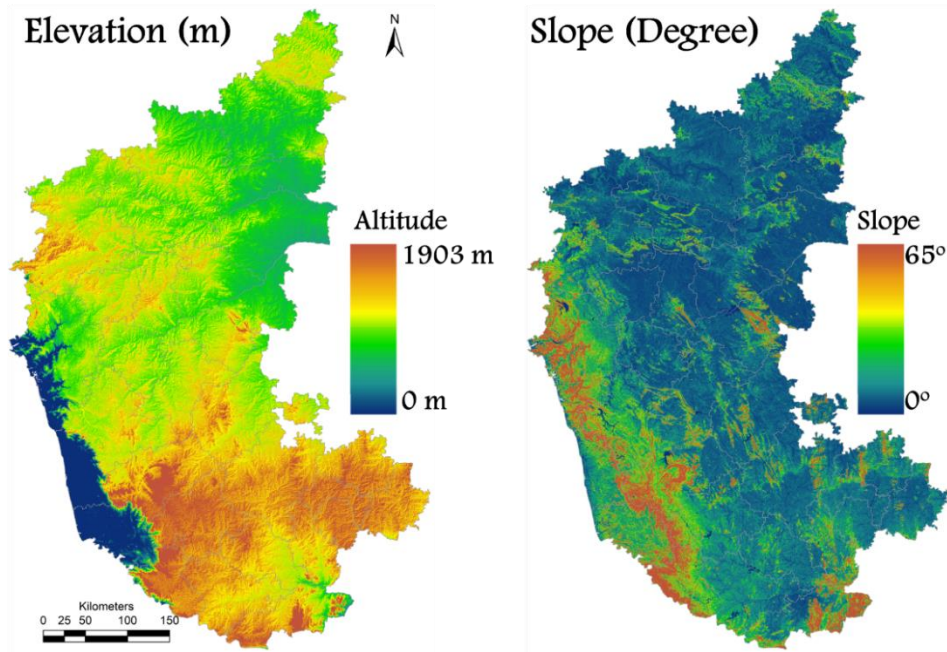 Elevation (m)
N
Altitude
1903 m
0 m
Kilometers
0 25 50 100 150
Slope (Degree)
Slope
65°
0°